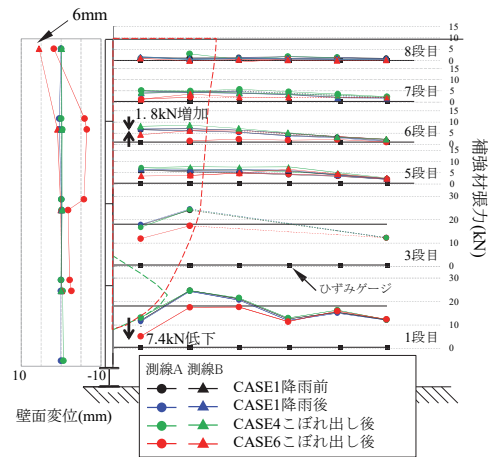 6mm
15
10
5
0
8段目
15
10
5
0
7段目
1.8kN増加
15
10
5
0
6段目
15
10
5
0
5段目
補強材張力(kN)
30
20
10
0
3段目
ひずみゲージ
30
20
10
0
1段目
7.4kN低下
10
-10
壁面変位(mm)
測線A 測線B
CASE1降雨前
CASE1降雨後
CASE4こぼれ出し後
CASE6こぼれ出し後